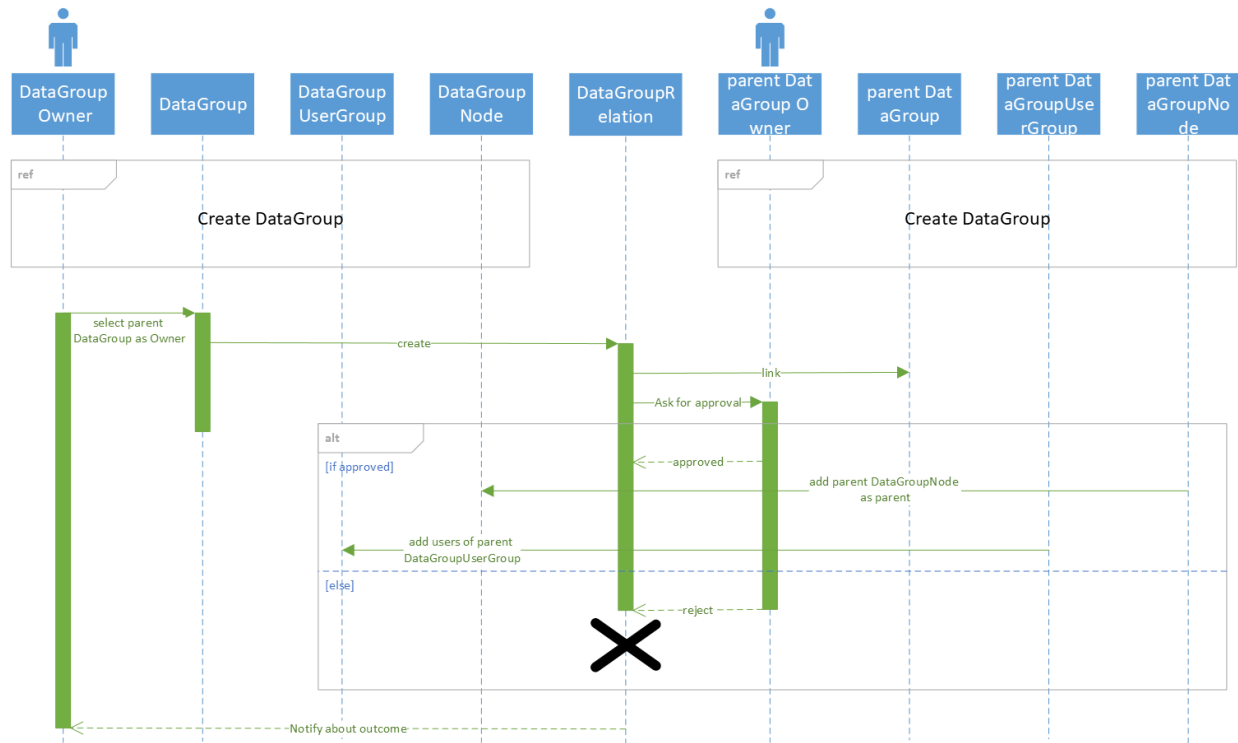 DataGroup
Owner
DataGroup
DataGroup
UserGroup
DataGroup
Node
DataGroupR
elation
parent Dat
aGroup O
wner
parent Dat
aGroup
parent Dat
aGroupUse
rGroup
parent Dat
aGroupNo
de
ref
Create DataGroup
ref
Create DataGroup
select parent
DataGroup as Owner
create
link
Ask for approval
alt
[if approved]
approved
add parent DataGroupNode
as parent
add users of parent
DataGroupUserGroup
[else]
reject
Notify about outcome